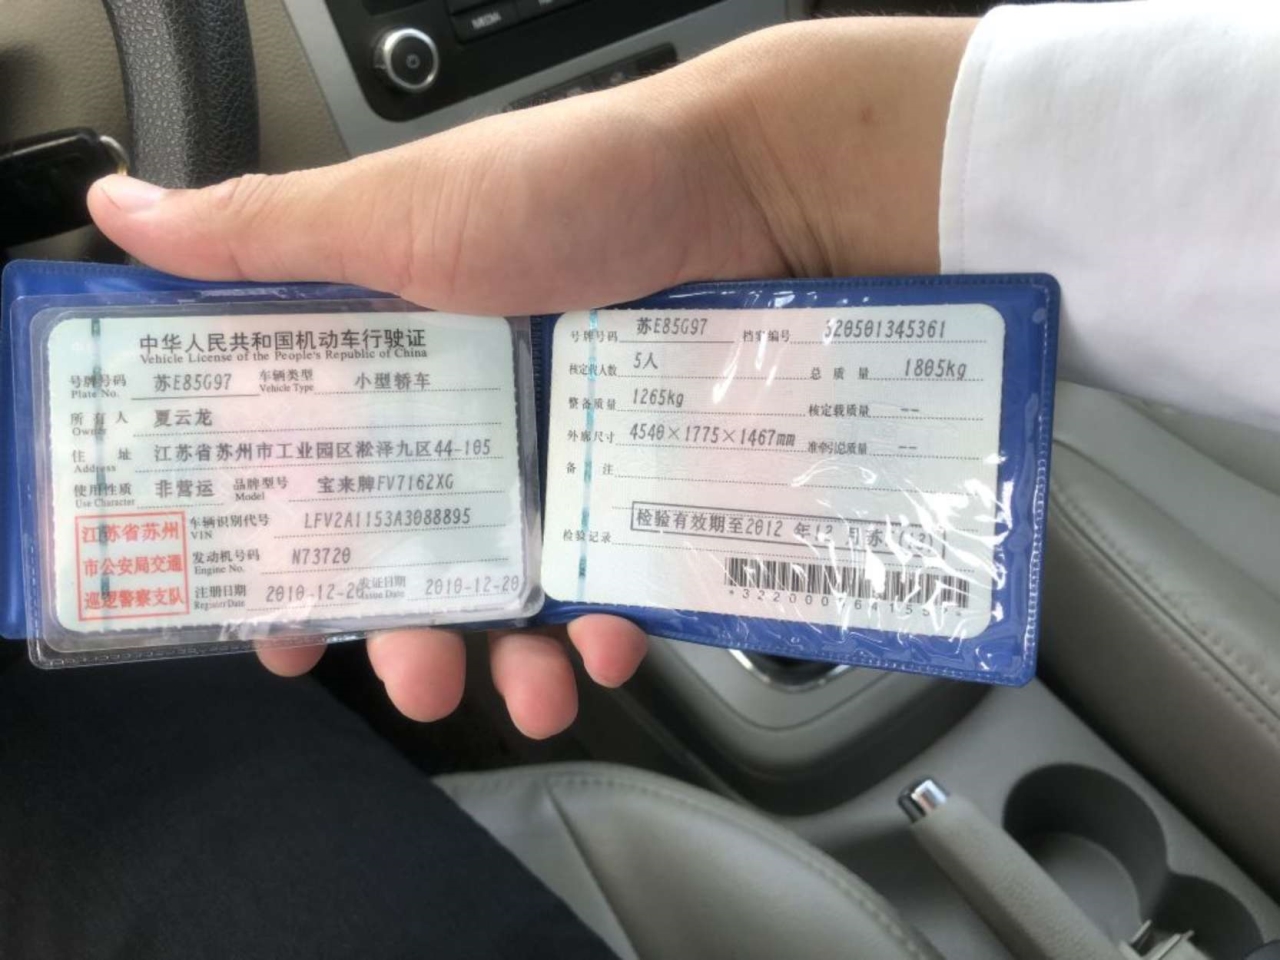 MEDIA
中华人民共和国机动车行驶证
Vehicle License of the People's Republic of China
号牌号码 苏E85G97 车辆类型 小型轿车
Plate No. Vehicle Type
所有人 夏云龙
Owner
住址 江苏省苏州市工业园区淞泽九区44-105
Address
使用性质 非营运 品牌型号 宝来牌FV7162XG
Use Character Model
江苏省苏州
市公安局交通
巡逻警察支队
车辆识别代号 LFV2A1153A3088895
VIN
发动机号码 N73720
Engine No.
注册日期 2010-12-20 发证日期 2010-12-20
Register Date Issue Date
号牌号码 苏E85G97 档案编号 320501345361
核定载人数 5人 总质量 1805kg
整备质量 1265kg 核定载质量 --
外廓尺寸 4540×1775×1467mm 准牵引总质量 --
备注
检验有效期至2012年12月苏
检验记录